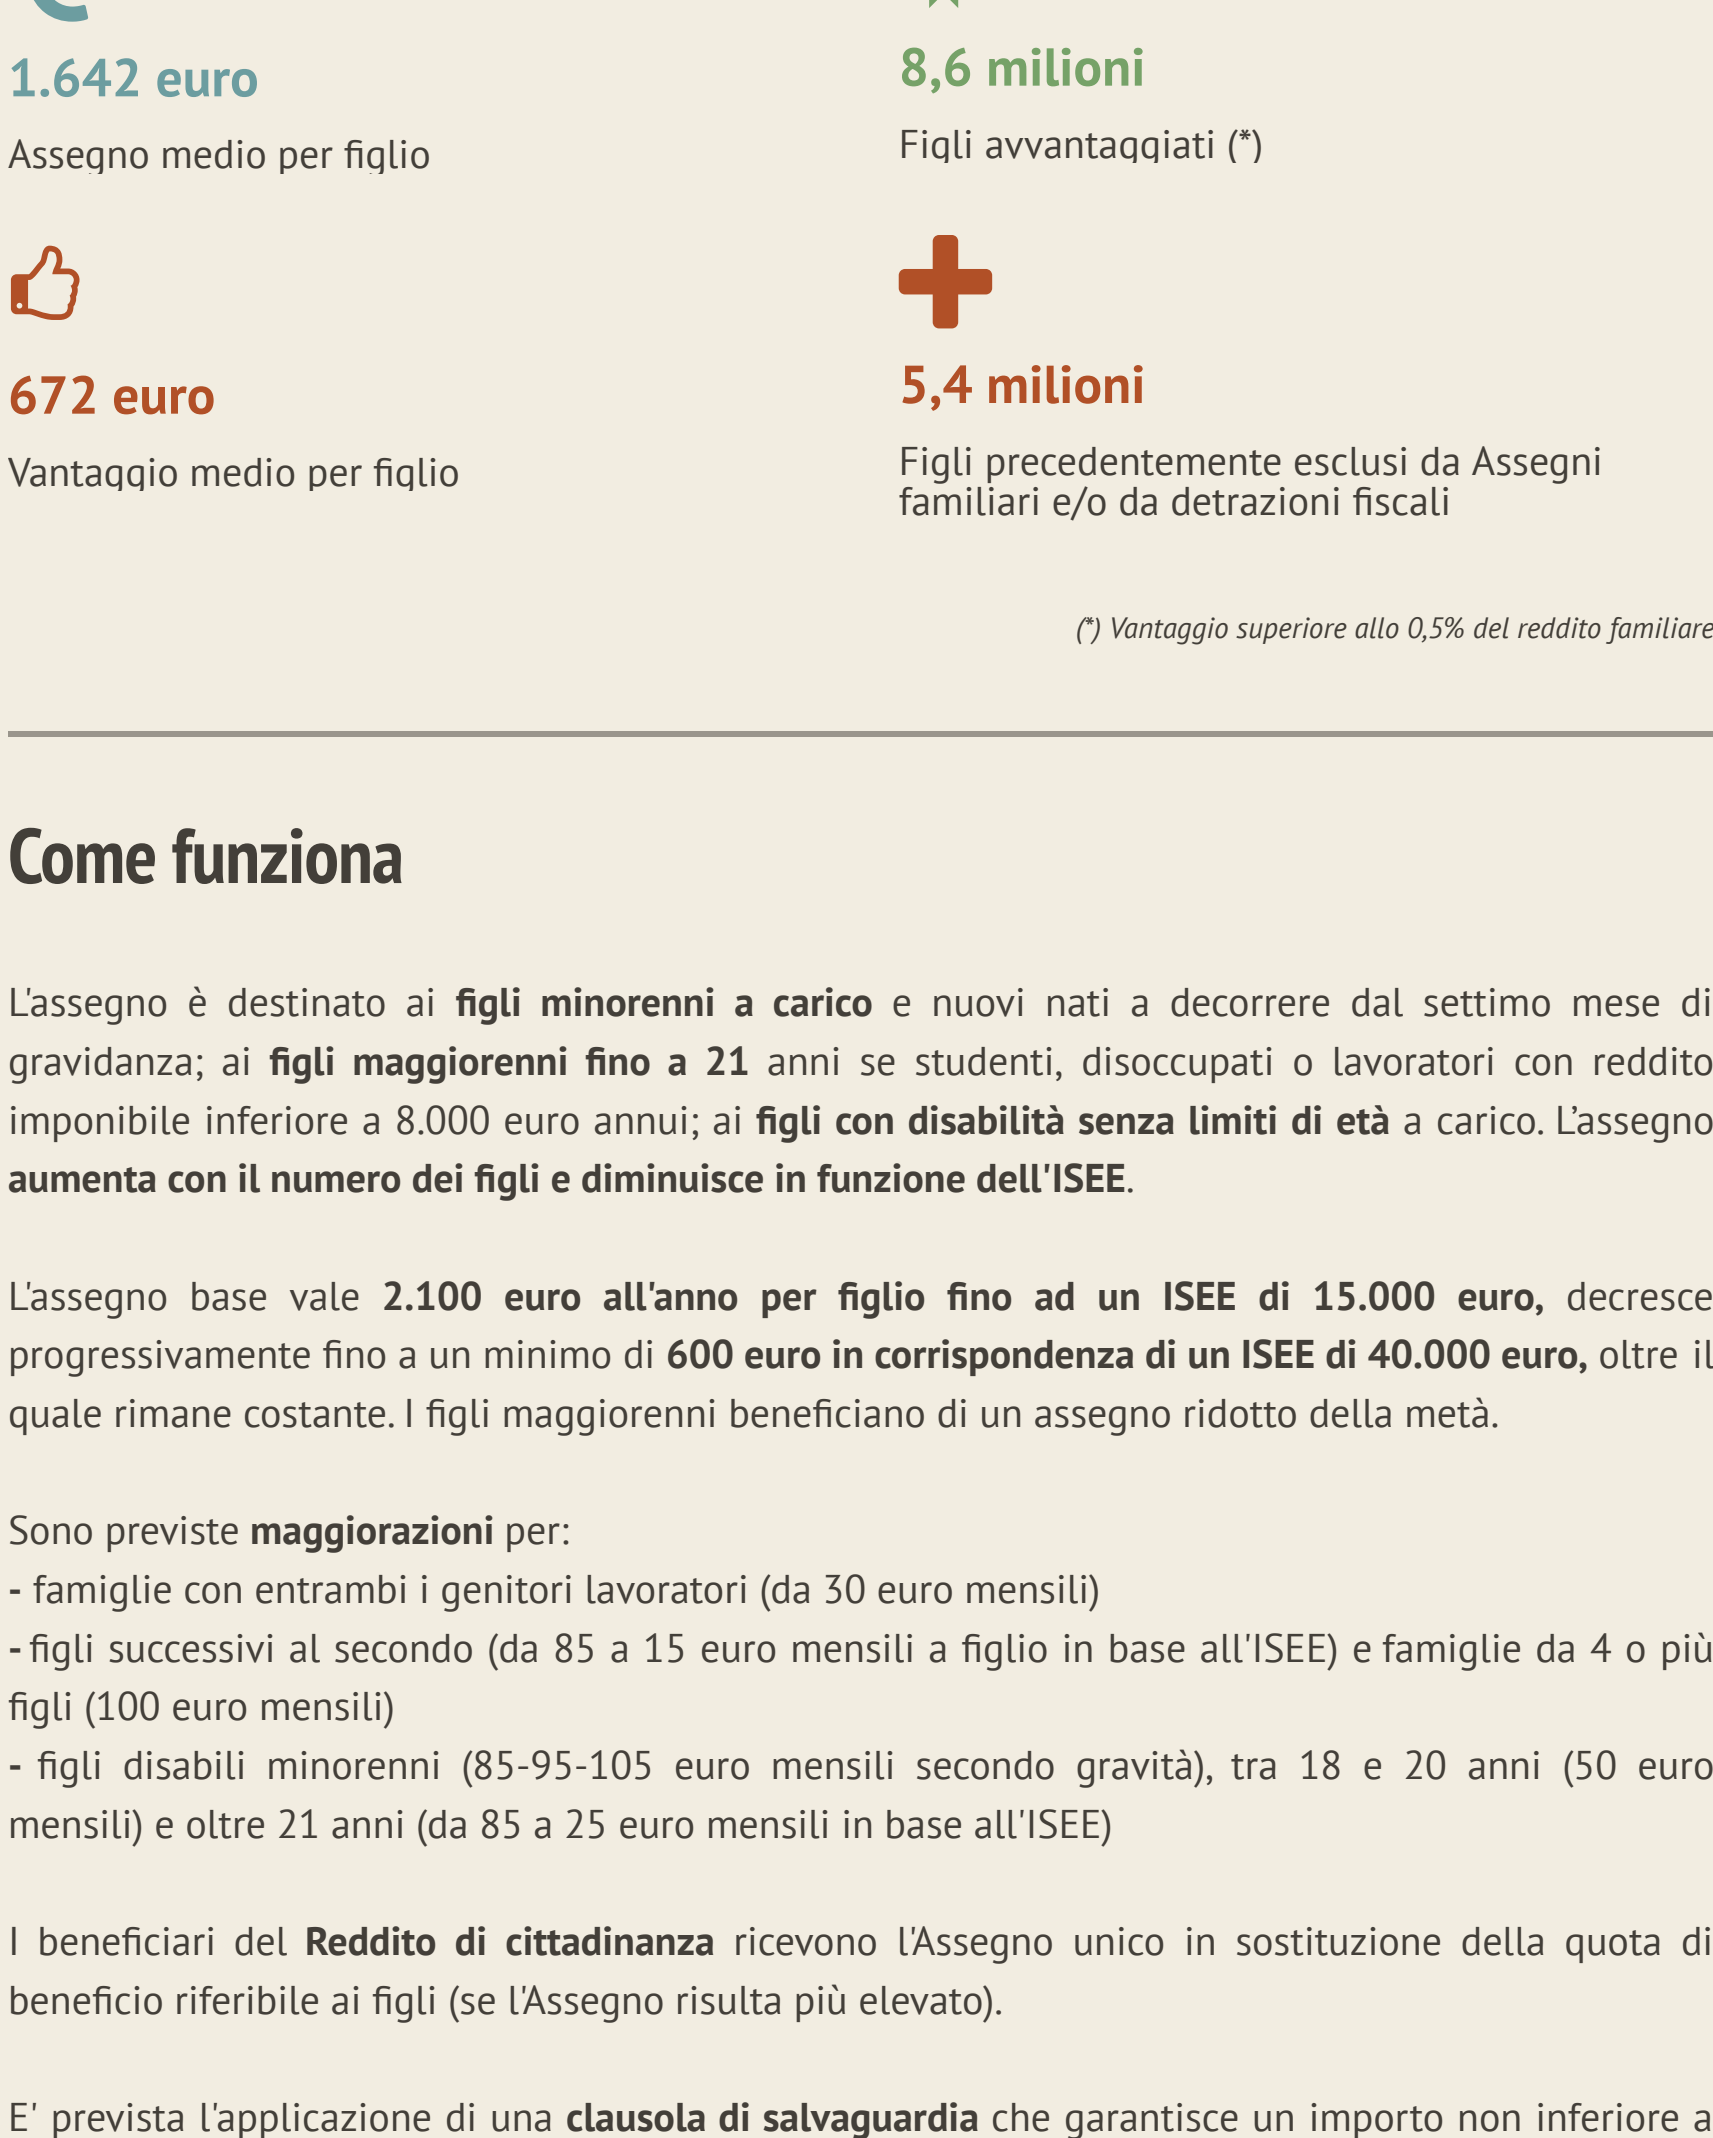 1.642 euro
Assegno medio per figlio
8,6 milioni
Figli avvantaggiati (*)
672 euro
Vantaggio medio per figlio
5,4 milioni
Figli precedentemente esclusi da Assegni
familiari e/o da detrazioni fiscali
(*) Vantaggio superiore allo 0,5% del reddito familiare
Come funziona
L'assegno è destinato ai figli minorenni a carico e nuovi nati a decorrere dal settimo mese di
gravidanza; ai figli maggiorenni fino a 21 anni se studenti, disoccupati o lavoratori con reddito
imponibile inferiore a 8.000 euro annui; ai figli con disabilità senza limiti di età a carico. L’assegno
aumenta con il numero dei figli e diminuisce in funzione dell'ISEE.
L'assegno base vale 2.100 euro all'anno per figlio fino ad un ISEE di 15.000 euro, decresce
progressivamente fino a un minimo di 600 euro in corrispondenza di un ISEE di 40.000 euro, oltre il
quale rimane costante. I figli maggiorenni beneficiano di un assegno ridotto della metà.
Sono previste maggiorazioni per:
- famiglie con entrambi i genitori lavoratori (da 30 euro mensili)
- figli successivi al secondo (da 85 a 15 euro mensili a figlio in base all'ISEE) e famiglie da 4 o più
figli (100 euro mensili)
- figli disabili minorenni (85-95-105 euro mensili secondo gravità), tra 18 e 20 anni (50 euro
mensili) e oltre 21 anni (da 85 a 25 euro mensili in base all'ISEE)
I beneficiari del Reddito di cittadinanza ricevono l'Assegno unico in sostituzione della quota di
beneficio riferibile ai figli (se l'Assegno risulta più elevato).
E' prevista l'applicazione di una clausola di salvaguardia che garantisce un importo non inferiore a